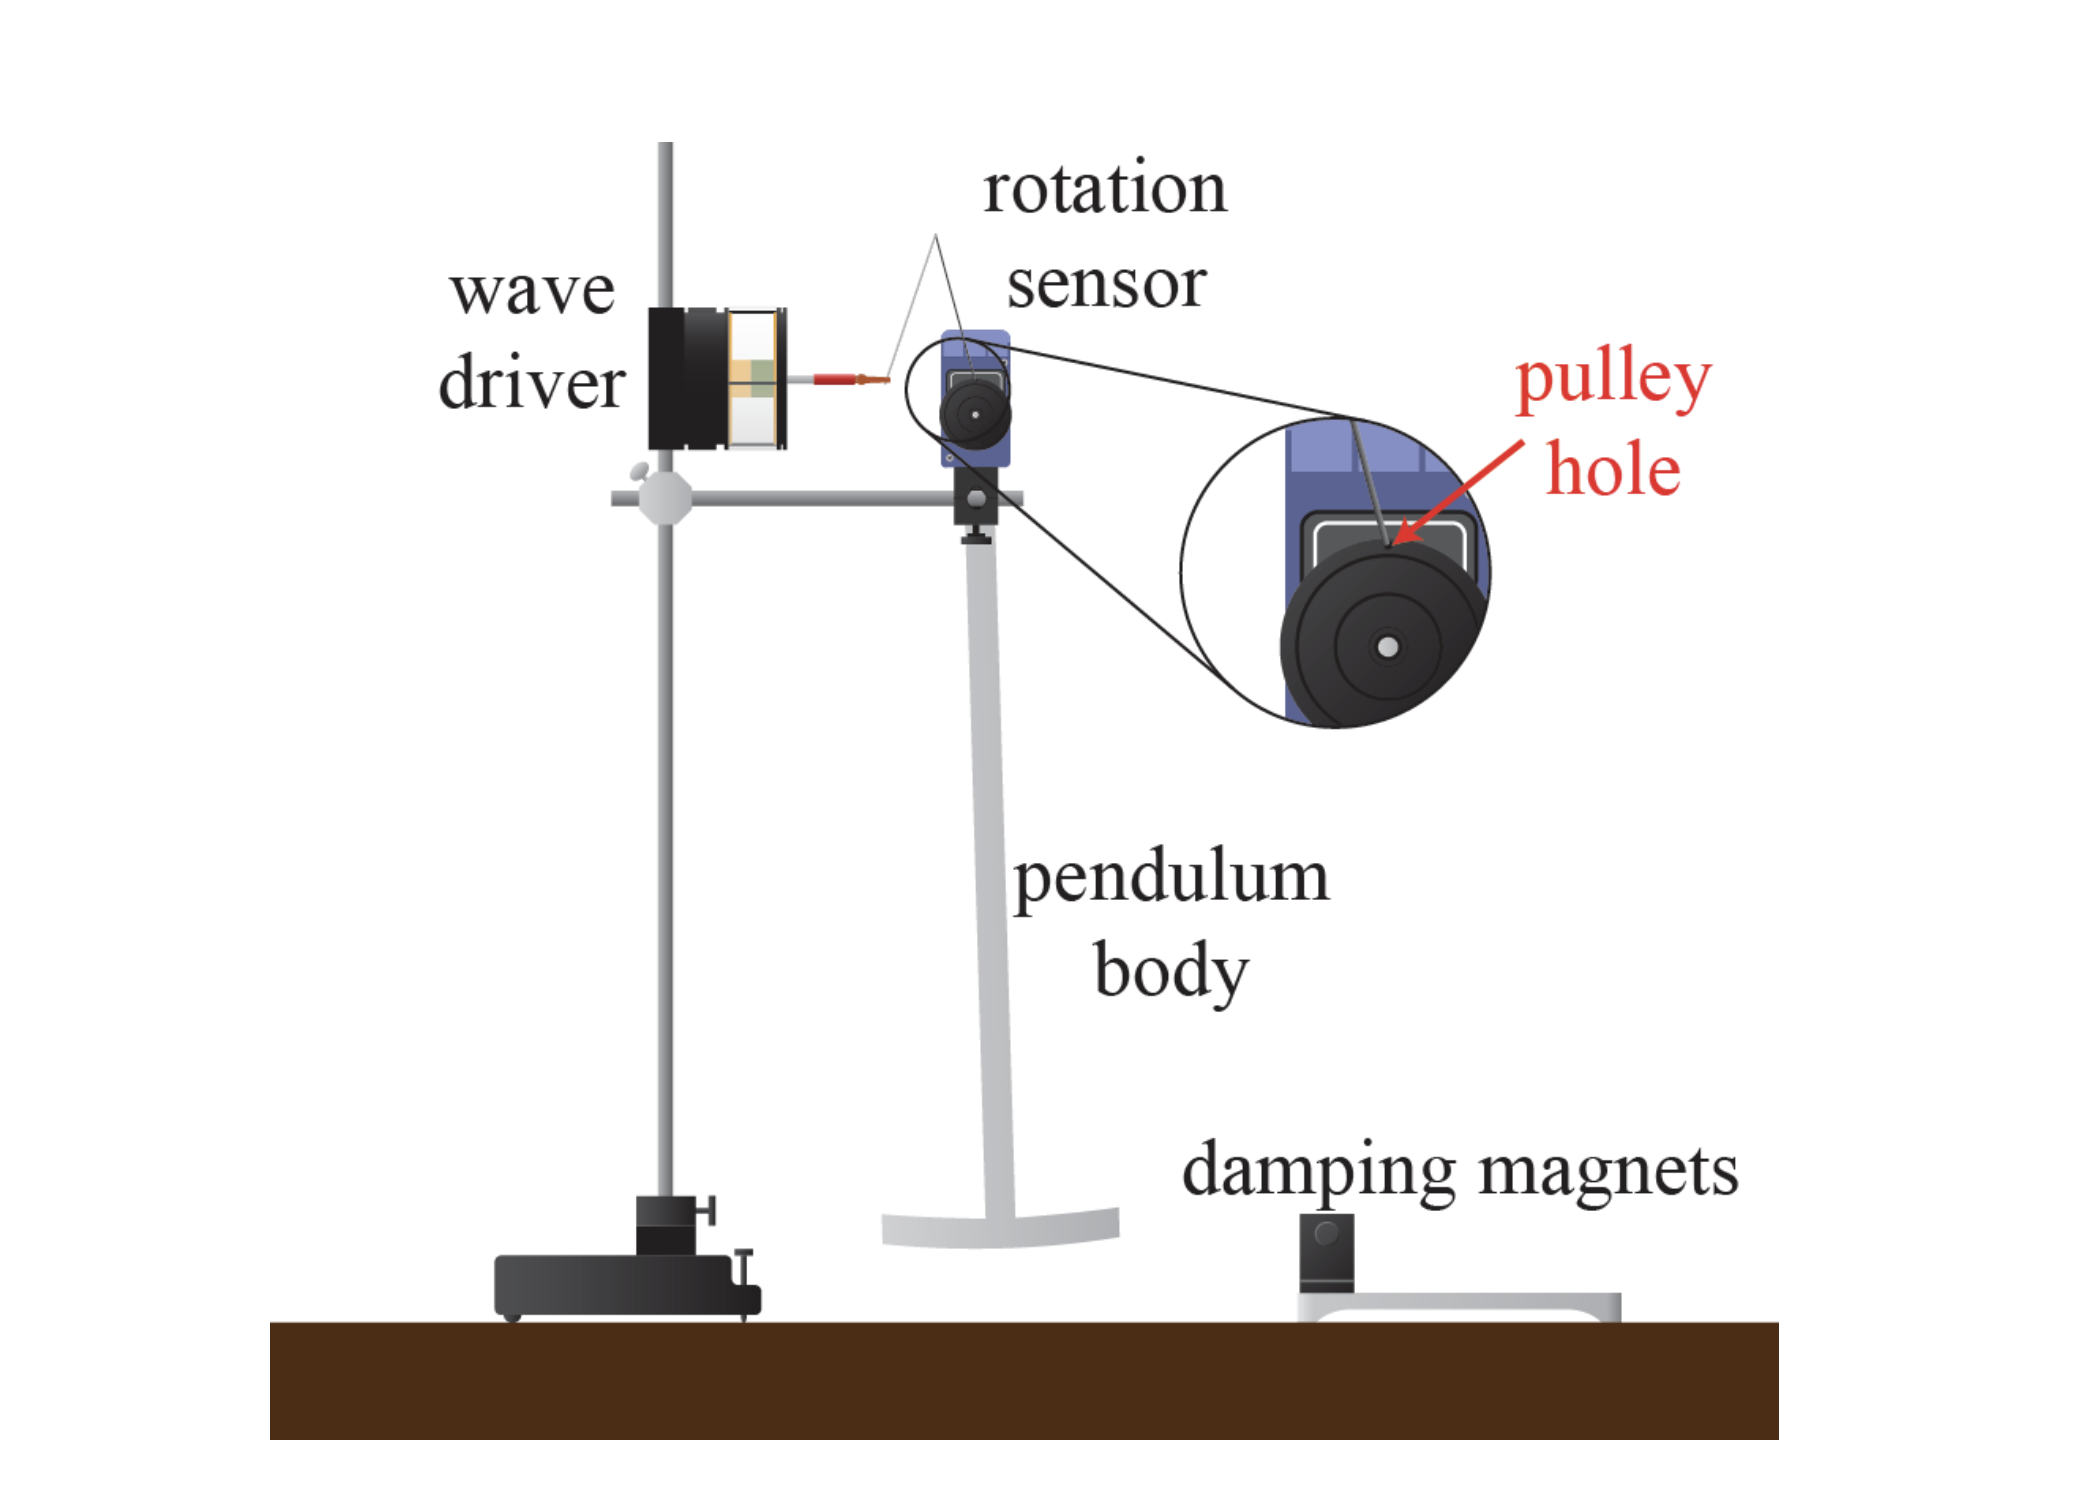 rotation
sensor
wave
driver
pulley
hole
pendulum
body
damping magnets